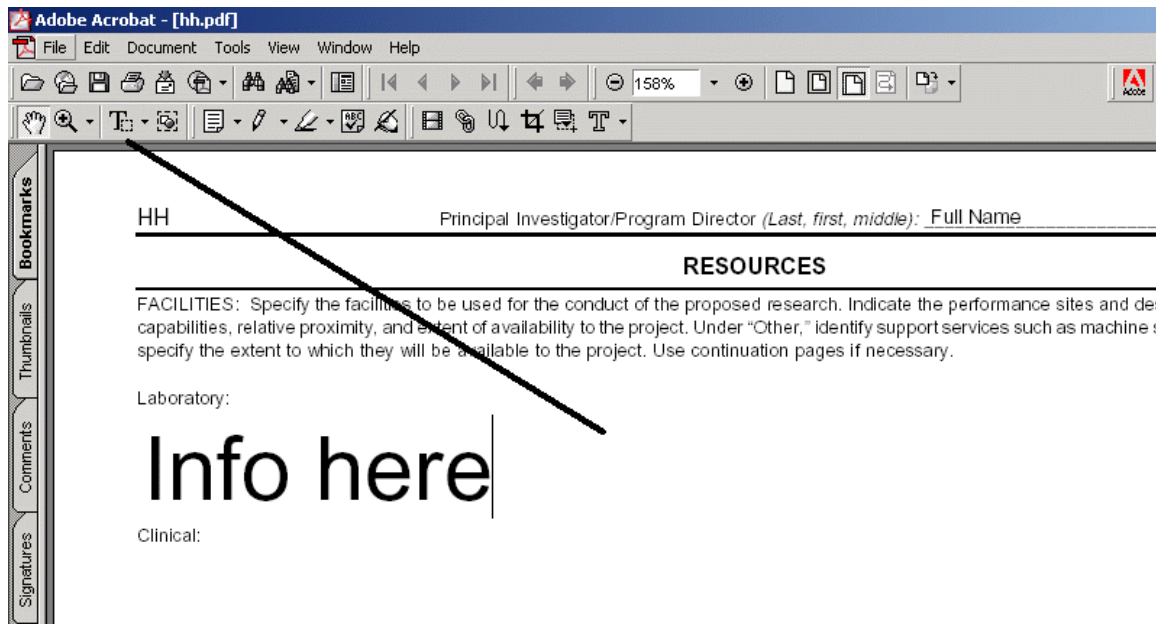 Adobe Acrobat - [hh.pdf]
File Edit Document Tools View Window Help
158%
Adobe
Bookmarks
Thumbnails
Comments
Signatures
HH Principal Investigator/Program Director (Last, first, middle): Full Name
RESOURCES
FACILITIES: Specify the facilities to be used for the conduct of the proposed research. Indicate the performance sites and des
capabilities, relative proximity, and extent of availability to the project. Under “Other,” identify support services such as machine s
specify the extent to which they will be available to the project. Use continuation pages if necessary.
Laboratory:
Info here
Clinical: